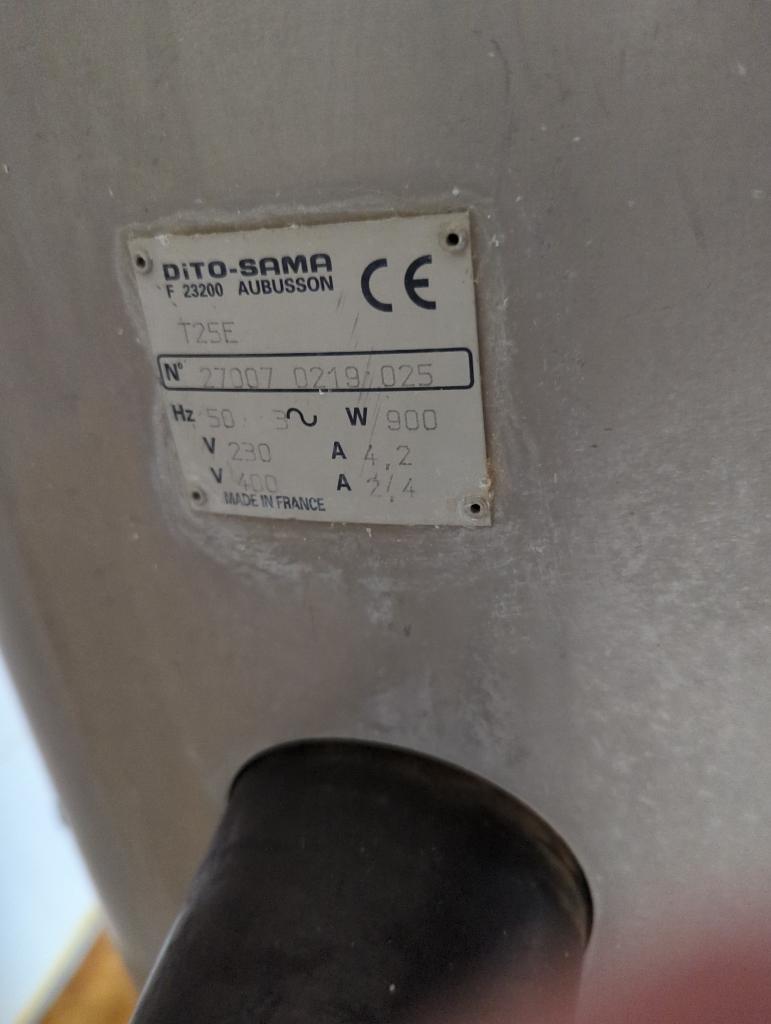 DiTO-SAMA
F 23200 AUBUSSON
CE
T25E
N° 27007 0219 025
Hz 50 3~ W 900
V 230 A 4.2
V 400 A 2.4
MADE IN FRANCE